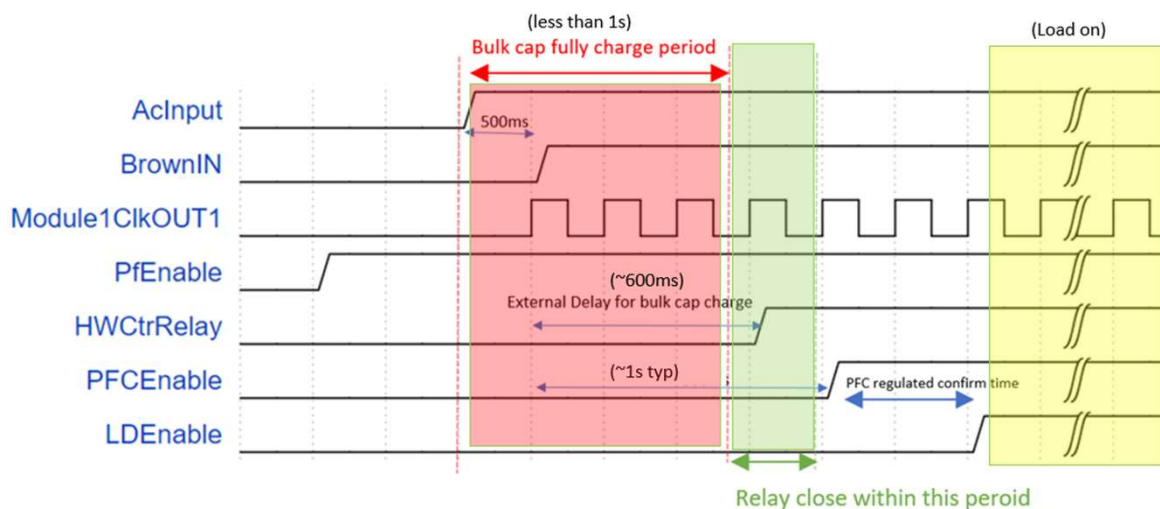 (less than 1s)
(Load on)
Bulk cap fully charge period
AcInput
500ms
BrownIN
Module1ClkOUT1
PfEnable
(~600ms)
External Delay for bulk cap charge
HWCtrRelay
PFCEnable
(~1s typ)
PFC regulated confirm time
LDEnable
Relay close within this peroid